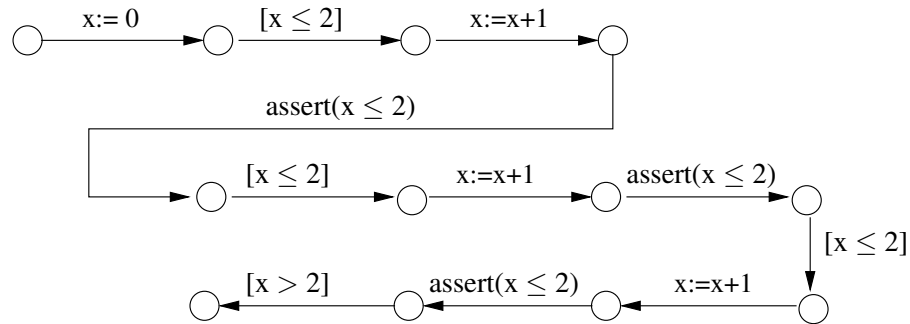 x:= 0 [x ≤ 2] x:=x+1
assert(x ≤ 2)
[x ≤ 2] x:=x+1 assert(x ≤ 2)
[x ≤ 2]
[x > 2] assert(x ≤ 2) x:=x+1